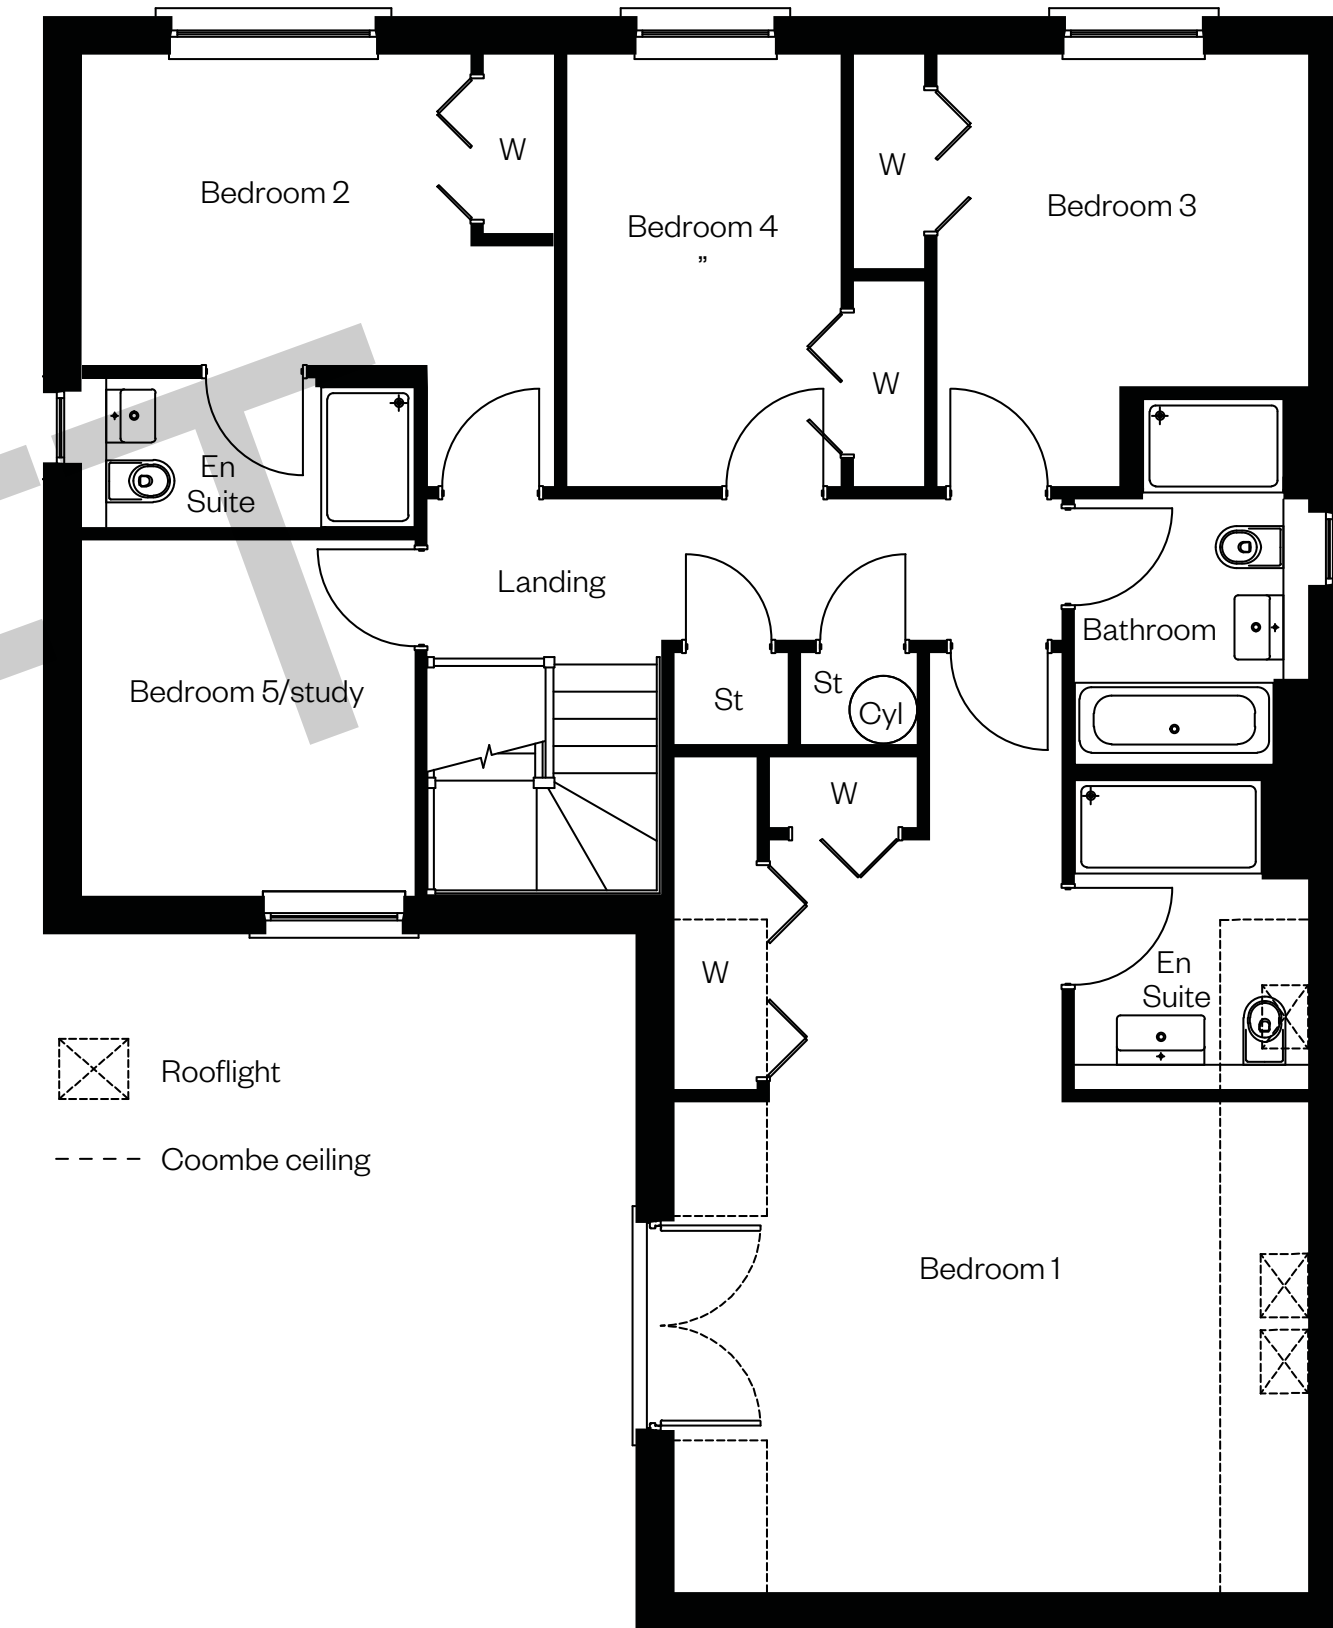 W
Bedroom 2
W
Bedroom 3
Bedroom 4
”
W
En
Suite
Landing
Bathroom
Bedroom 5/study
St
St
Cyl
W
W
En
Suite
Rooflight
Coombe ceiling
Bedroom 1